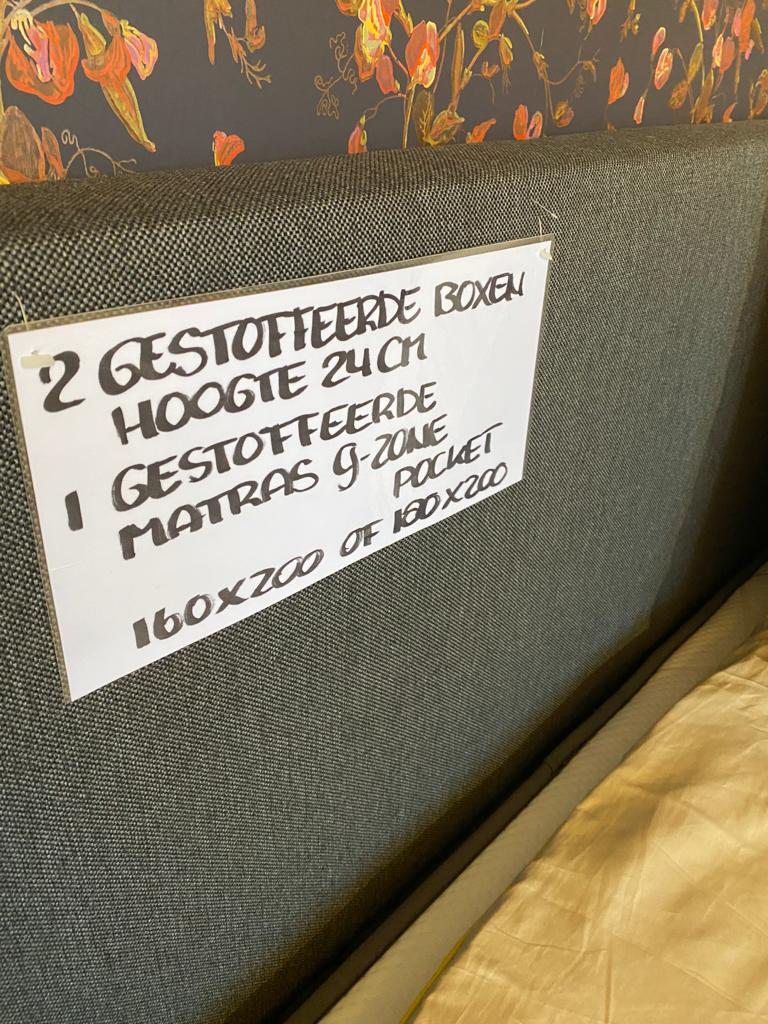 2 GESTOFFEERDE BOXEN
HOOGTE 24 CM
1 GESTOFFEERDE
MATRAS 9-ZONE
POCKET
160X200 OF 180X200